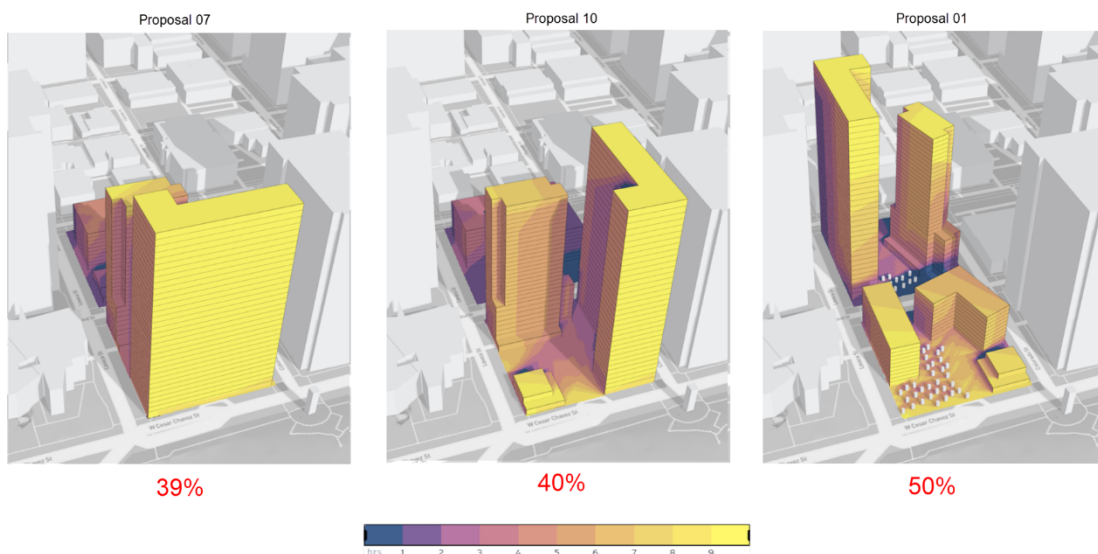 Proposal 07
Proposal 10
Proposal 01
W Cesar Chavez St
W Cesar Chavez St
W Cesar Chavez St
39%
40%
50%
hrs 1 2 3 4 5 6 7 8 9